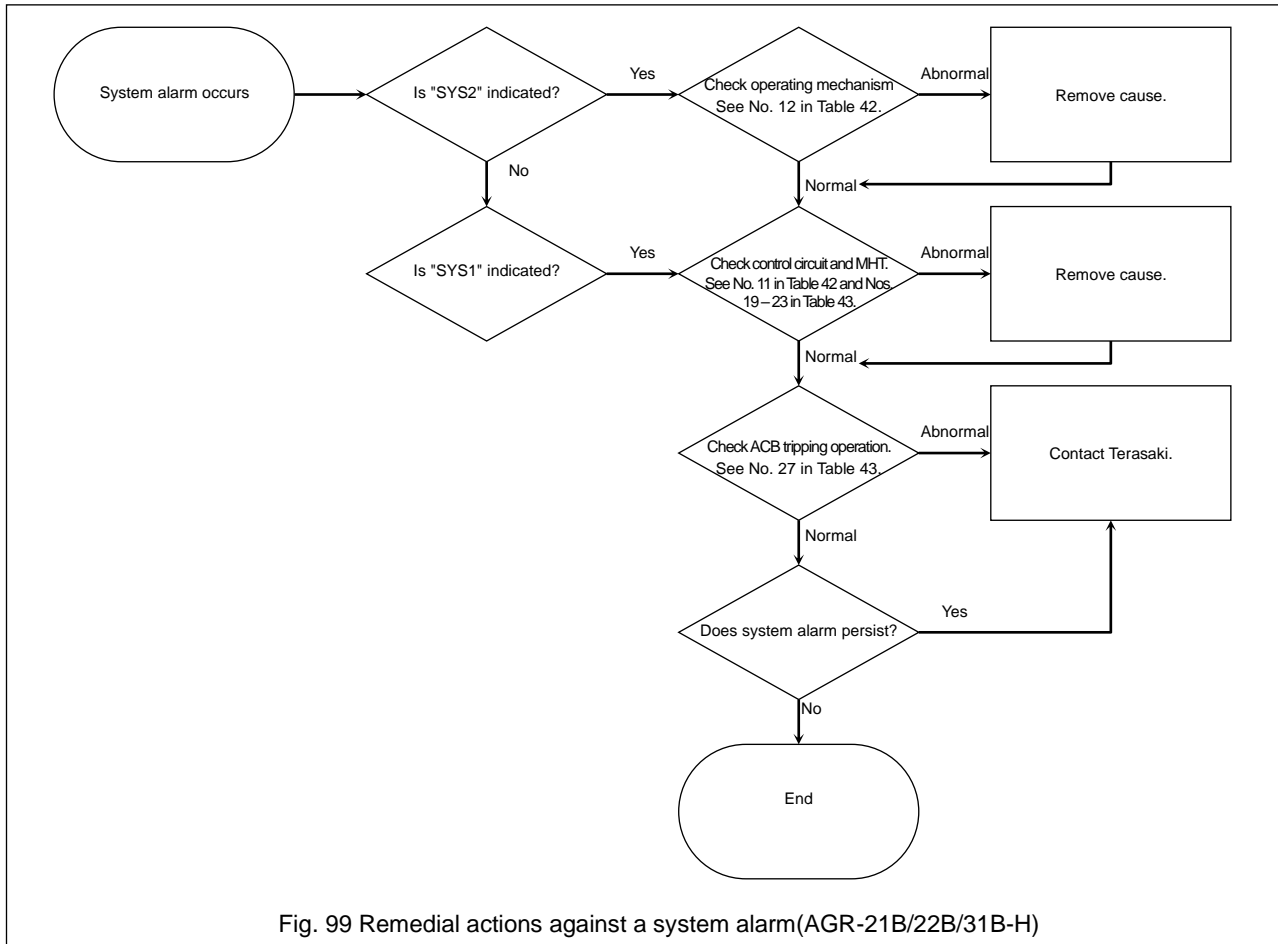 System alarm occurs
Is "SYS2" indicated?
Yes
Check operating mechanism
See No. 12 in Table 42.
Abnormal
Remove cause.
No
Normal
Is "SYS1" indicated?
Yes
Check control circuit and MHT.
See No. 11 in Table 42 and Nos.
19 – 23 in Table 43.
Abnormal
Remove cause.
Normal
Check ACB tripping operation.
See No. 27 in Table 43.
Abnormal
Contact Terasaki.
Normal
Does system alarm persist?
Yes
No
End
Fig. 99 Remedial actions against a system alarm(AGR-21B/22B/31B-H)